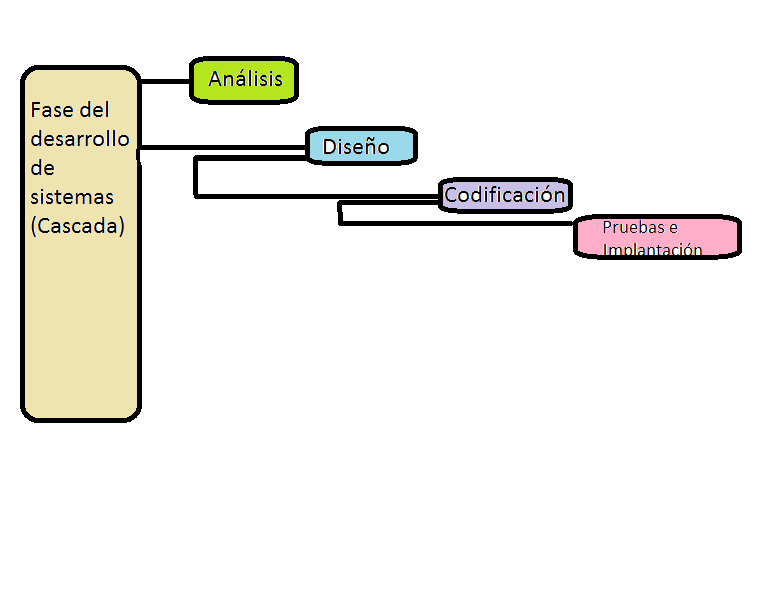 Fase del
desarrollo
de
sistemas
(Cascada)
Análisis
Diseño
Codificación
Pruebas e
Implantación